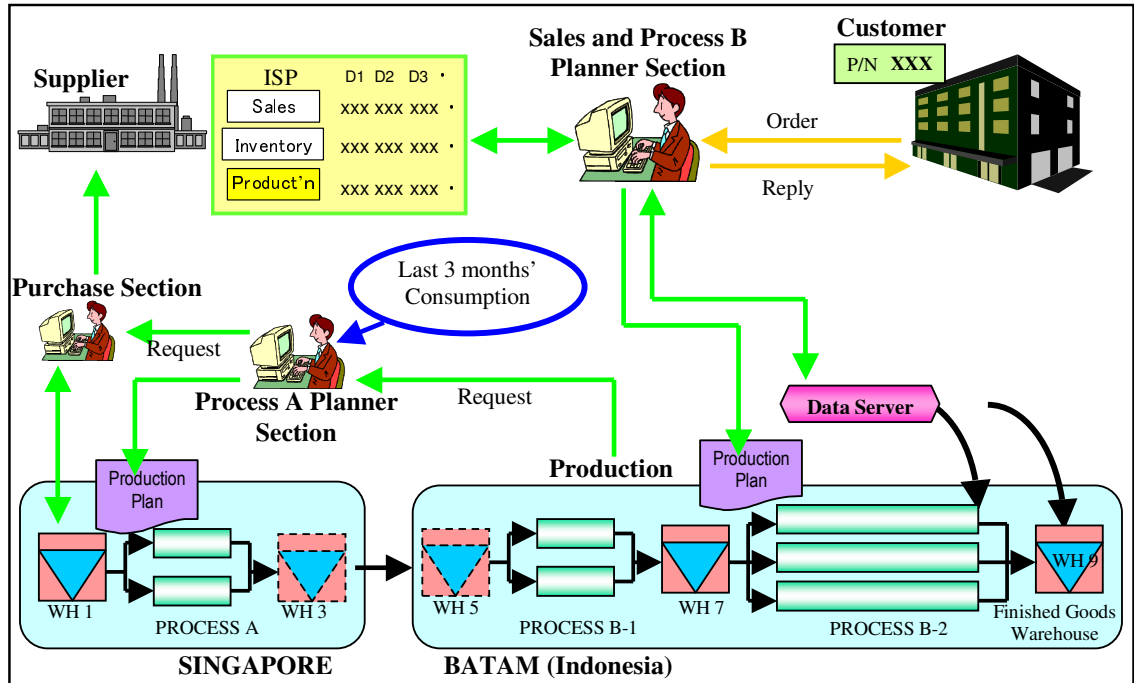 Customer
P/N XXX
Sales and Process B
Planner Section
Supplier
ISP D1 D2 D3 ・
Sales xxx xxx xxx ・
Inventory xxx xxx xxx ・
Product'n xxx xxx xxx ・
Order
Reply
Last 3 months'
Consumption
Purchase Section
Request
Process A Planner
Section
Request
Data Server
Production
Production
Plan
Production
Plan
WH 1
WH 3
WH 5
WH 7
WH 9
PROCESS A
PROCESS B-1
PROCESS B-2
Finished Goods
Warehouse
SINGAPORE
BATAM (Indonesia)